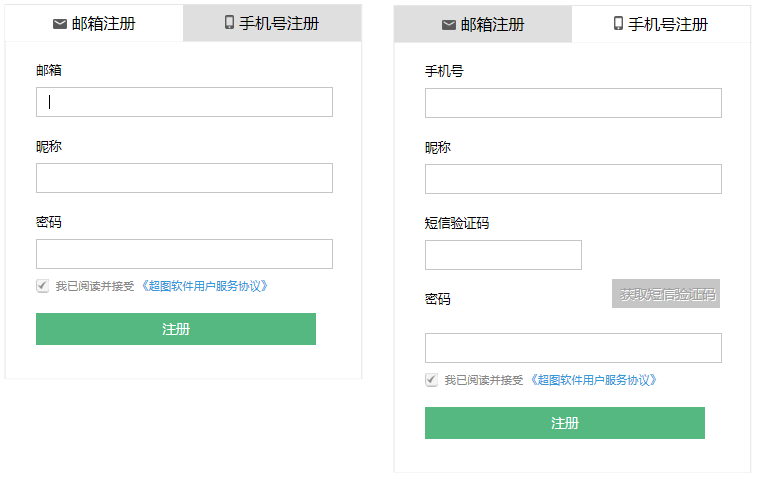 邮箱注册
手机号注册
邮箱
昵称
密码
我已阅读并接受 《超图软件用户服务协议》
注册
邮箱注册
手机号注册
手机号
昵称
短信验证码
获取短信验证码
密码
我已阅读并接受 《超图软件用户服务协议》
注册